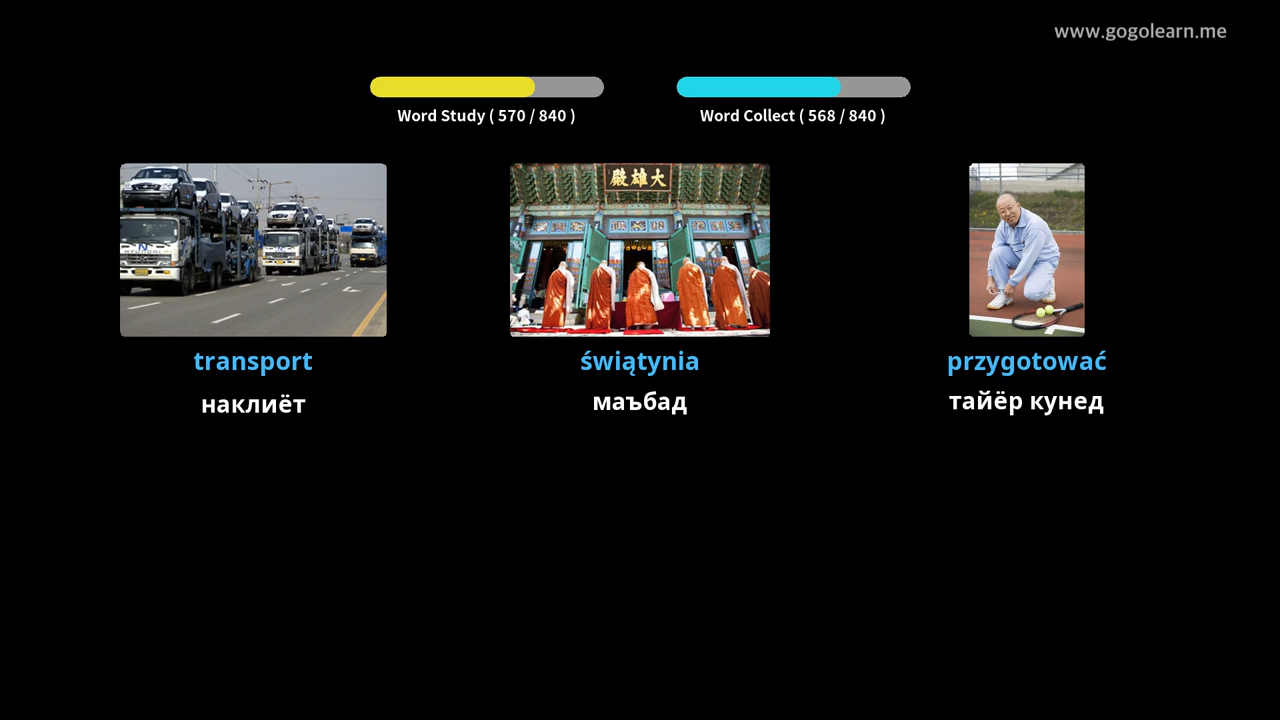 www.gogolearn.me
Word Study ( 570 / 840 )
Word Collect ( 568 / 840 )
大雄殿
transport
świątynia
przygotować
наклиёт
маъбад
тайёр кунед